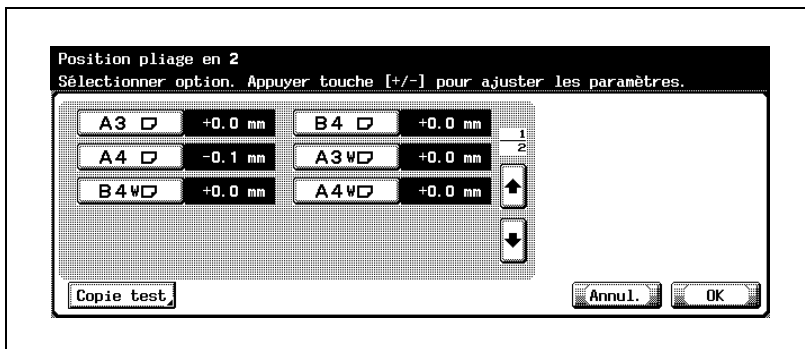 Position pliage en 2
Sélectionner option. Appuyer touche [+/-] pour ajuster les paramètres.
A3 +0.0 mm B4 +0.0 mm
1
2
A4 -0.1 mm A3W +0.0 mm
B4W +0.0 mm A4W +0.0 mm
Copie test Annul. OK